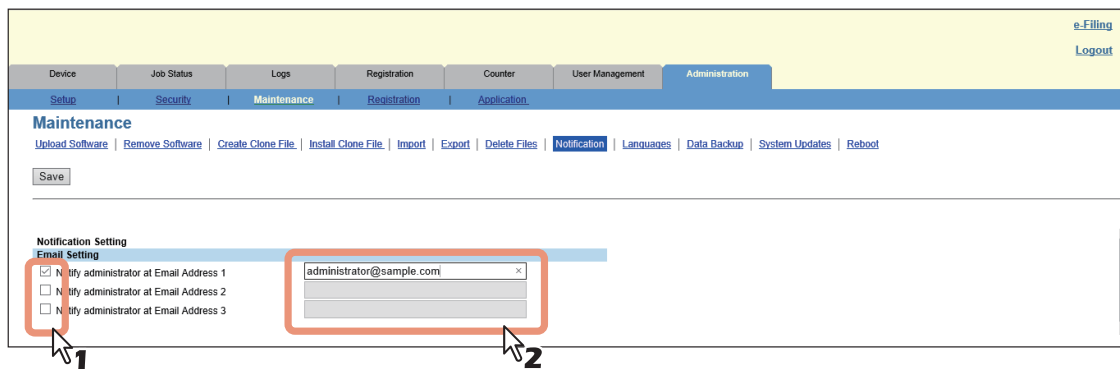 e-Filing
Logout
Device Job Status Logs Registration Counter User Management Administration
Setup | Security | Maintenance | Registration | Application
Maintenance
Upload Software | Remove Software | Create Clone File | Install Clone File | Import | Export | Delete Files | Notification | Languages | Data Backup | System Updates | Reboot
Save
Notification Setting
Email Setting
Notify administrator at Email Address 1 administrator@sample.com ×
Notify administrator at Email Address 2
Notify administrator at Email Address 3
1 2